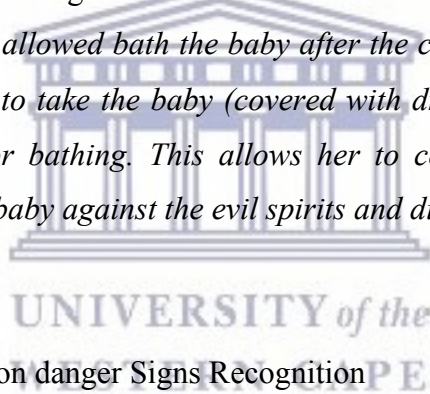 allowed bath the baby after the c
to take the baby (covered with d
r bathing. This allows her to c
baby against the evil spirits and di
UNIVERSITY of the
WESTERN CAPE
on danger Signs Recognition